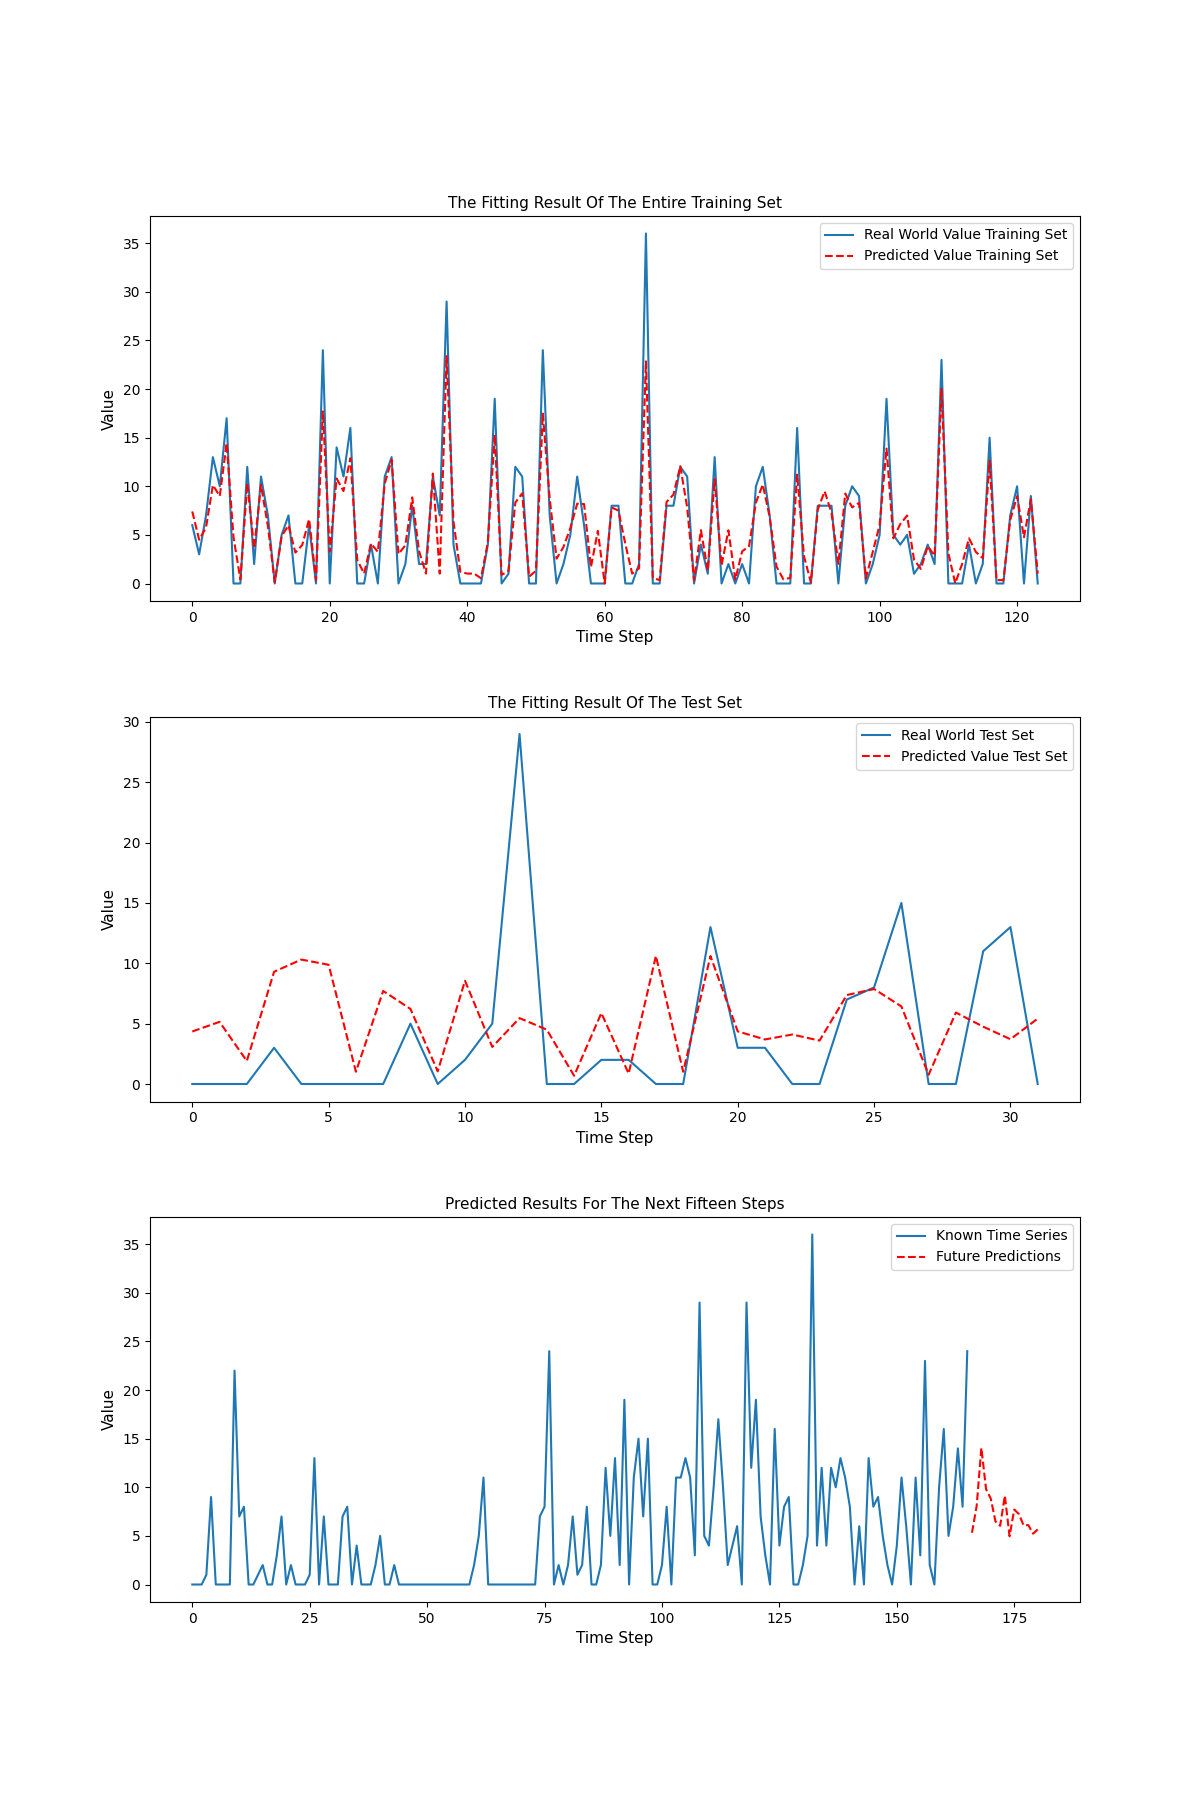 The Fitting Result Of The Entire Training Set
Real World Value Training Set
Predicted Value Training Set
35
30
25
20
15
10
5
0
Value
0 20 40 60 80 100 120
Time Step
The Fitting Result Of The Test Set
Real World Test Set
Predicted Value Test Set
30
25
20
15
10
5
0
Value
0 5 10 15 20 25 30
Time Step
Predicted Results For The Next Fifteen Steps
Known Time Series
Future Predictions
35
30
25
20
15
10
5
0
Value
0 25 50 75 100 125 150 175
Time Step